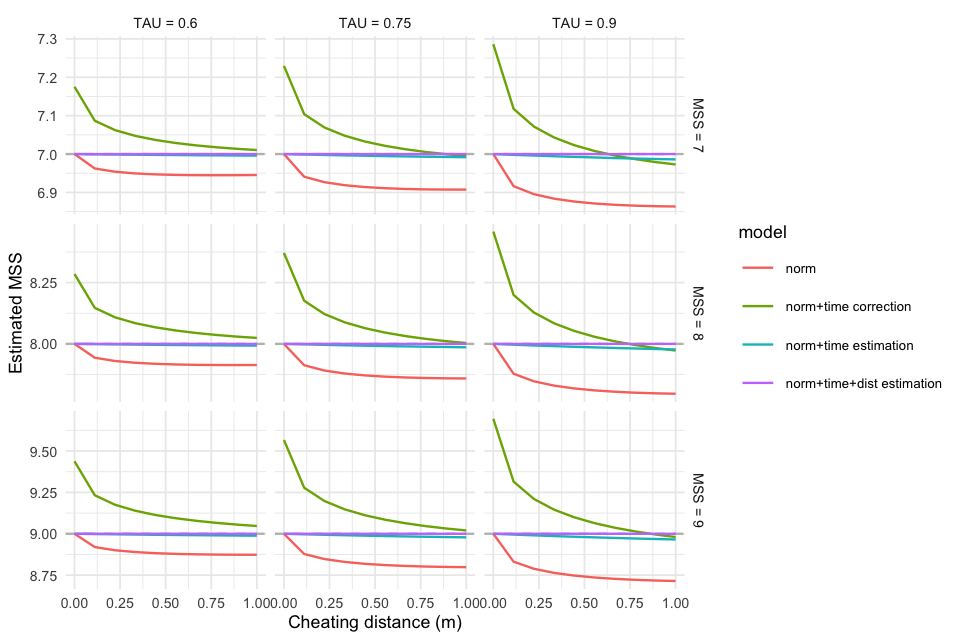 TAU = 0.6 TAU = 0.75 TAU = 0.9
7.3
7.2
7.1
7.0
6.9
MSS = 7
8.25
8.00
MSS = 8
9.50
9.25
9.00
8.75
MSS = 9
0.00 0.25 0.50 0.75 1.00 0.00 0.25 0.50 0.75 1.00 0.00 0.25 0.50 0.75 1.00
Cheating distance (m)
Estimated MSS
model
norm
norm+time correction
norm+time estimation
norm+time+dist estimation